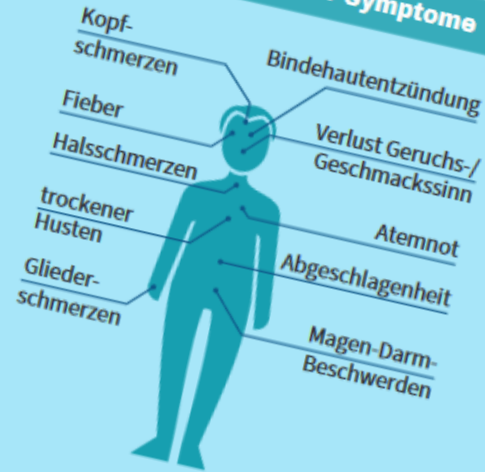 Symptome
Kopf-
schmerzen
Fieber
Halsschmerzen
trockener
Husten
Glieder-
schmerzen
Bindehautentzündung
Verlust Geruchs-/
Geschmackssinn
Atemnot
Abgeschlagenheit
Magen-Darm-
Beschwerden